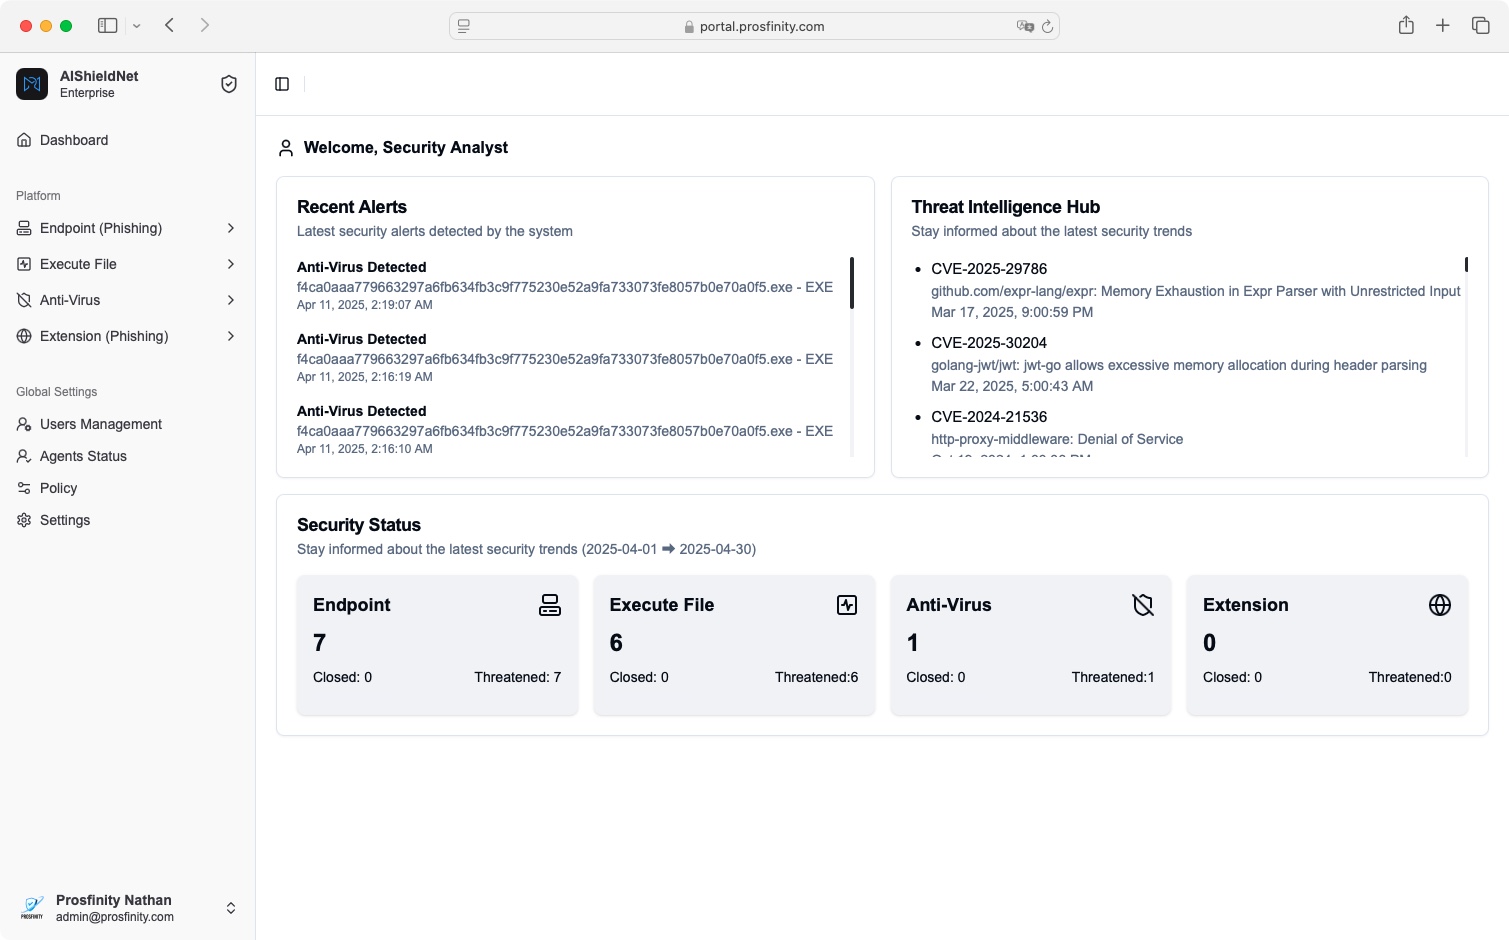 portal.prosfinity.com
AIShieldNet
Enterprise
Dashboard
Platform
Endpoint (Phishing)
Execute File
Anti-Virus
Extension (Phishing)
Global Settings
Users Management
Agents Status
Policy
Settings
Prosfinity Nathan
admin@prosfinity.com
PROSFINITY
Welcome, Security Analyst
Recent Alerts
Latest security alerts detected by the system
Anti-Virus Detected
f4ca0aaa779663297a6fb634fb3c9f775230e52a9fa733073fe8057b0e70a0f5.exe - EXE
Apr 11, 2025, 2:19:07 AM
Anti-Virus Detected
f4ca0aaa779663297a6fb634fb3c9f775230e52a9fa733073fe8057b0e70a0f5.exe - EXE
Apr 11, 2025, 2:16:19 AM
Anti-Virus Detected
f4ca0aaa779663297a6fb634fb3c9f775230e52a9fa733073fe8057b0e70a0f5.exe - EXE
Apr 11, 2025, 2:16:10 AM
Threat Intelligence Hub
Stay informed about the latest security trends
• CVE-2025-29786
github.com/expr-lang/expr: Memory Exhaustion in Expr Parser with Unrestricted Input
Mar 17, 2025, 9:00:59 PM
• CVE-2025-30204
golang-jwt/jwt: jwt-go allows excessive memory allocation during header parsing
Mar 22, 2025, 5:00:43 AM
• CVE-2024-21536
http-proxy-middleware: Denial of Service
Security Status
Stay informed about the latest security trends (2025-04-01 ➡ 2025-04-30)
Endpoint
7
Closed: 0 Threatened: 7
Execute File
6
Closed: 0 Threatened:6
Anti-Virus
1
Closed: 0 Threatened:1
Extension
0
Closed: 0 Threatened:0